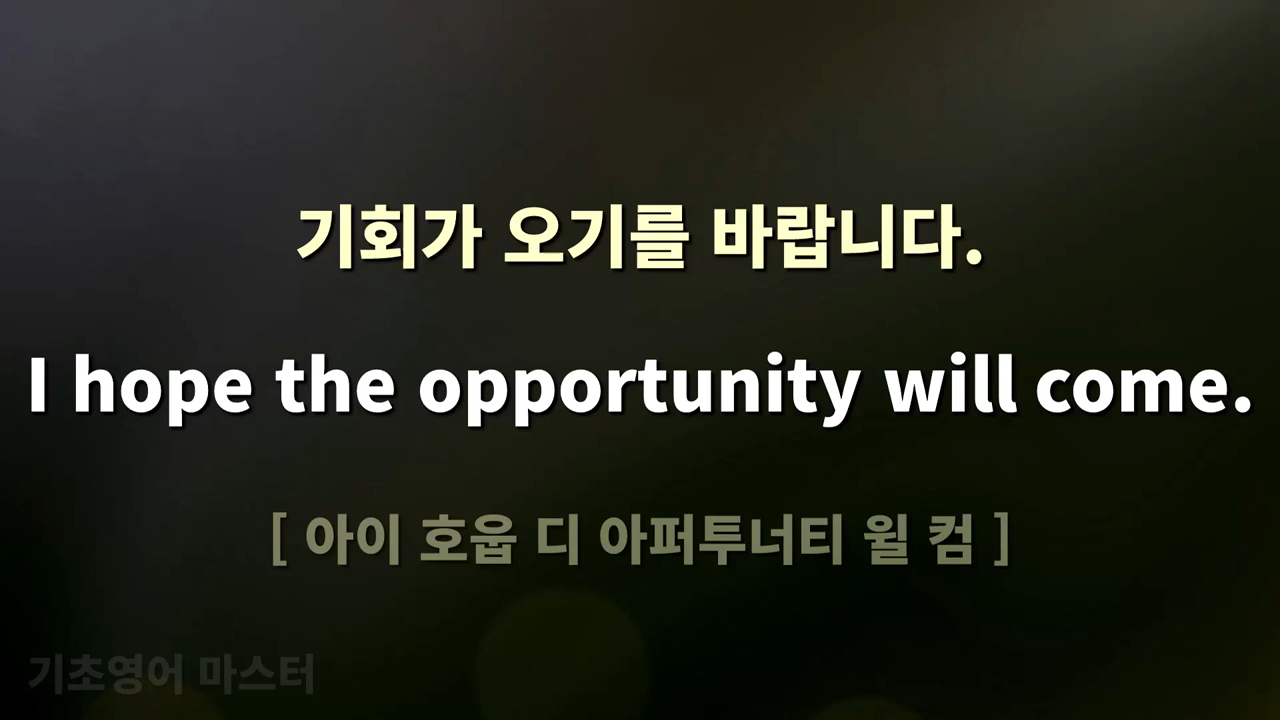 기회가 오기를 바랍니다.
I hope the opportunity will come.
[ 아이 호웁 디 아퍼투너티 윌 컴 ]
기초영어 마스터